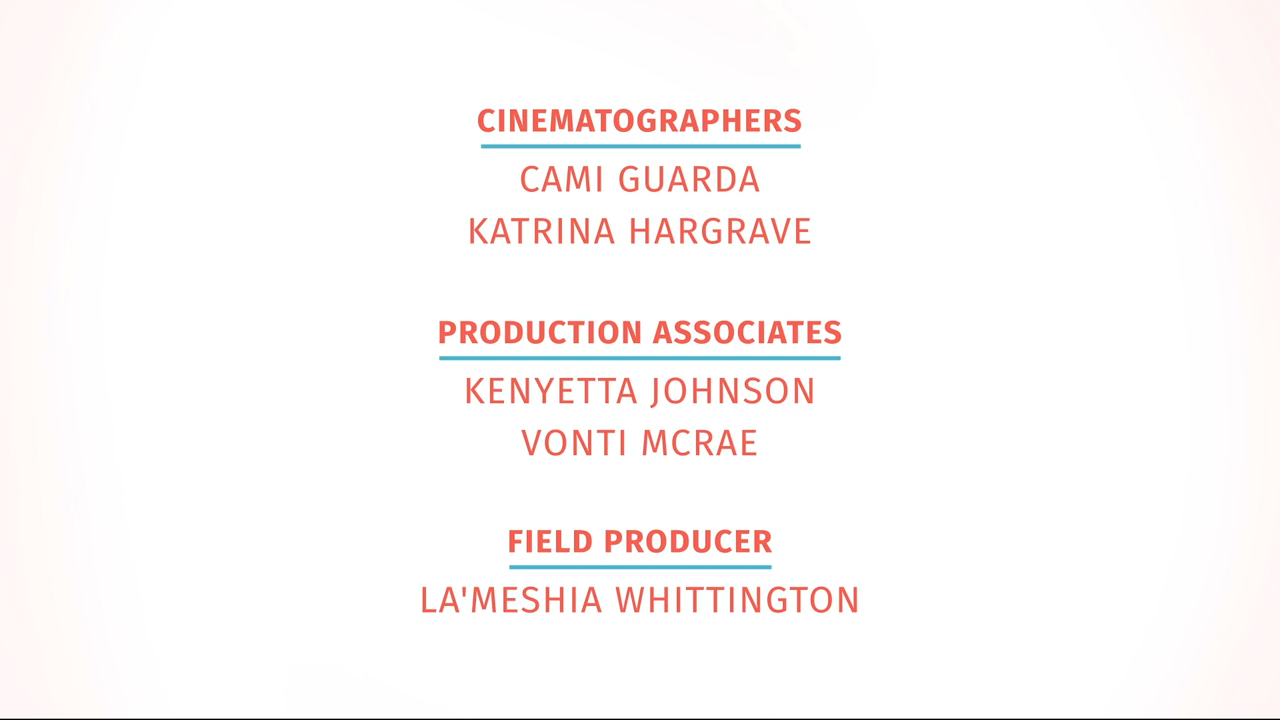 CINEMATOGRAPHERS
CAMI GUARDA
KATRINA HARGRAVE
PRODUCTION ASSOCIATES
KENYETTA JOHNSON
VONTI MCRAE
FIELD PRODUCER
LA'MESHIA WHITTINGTON